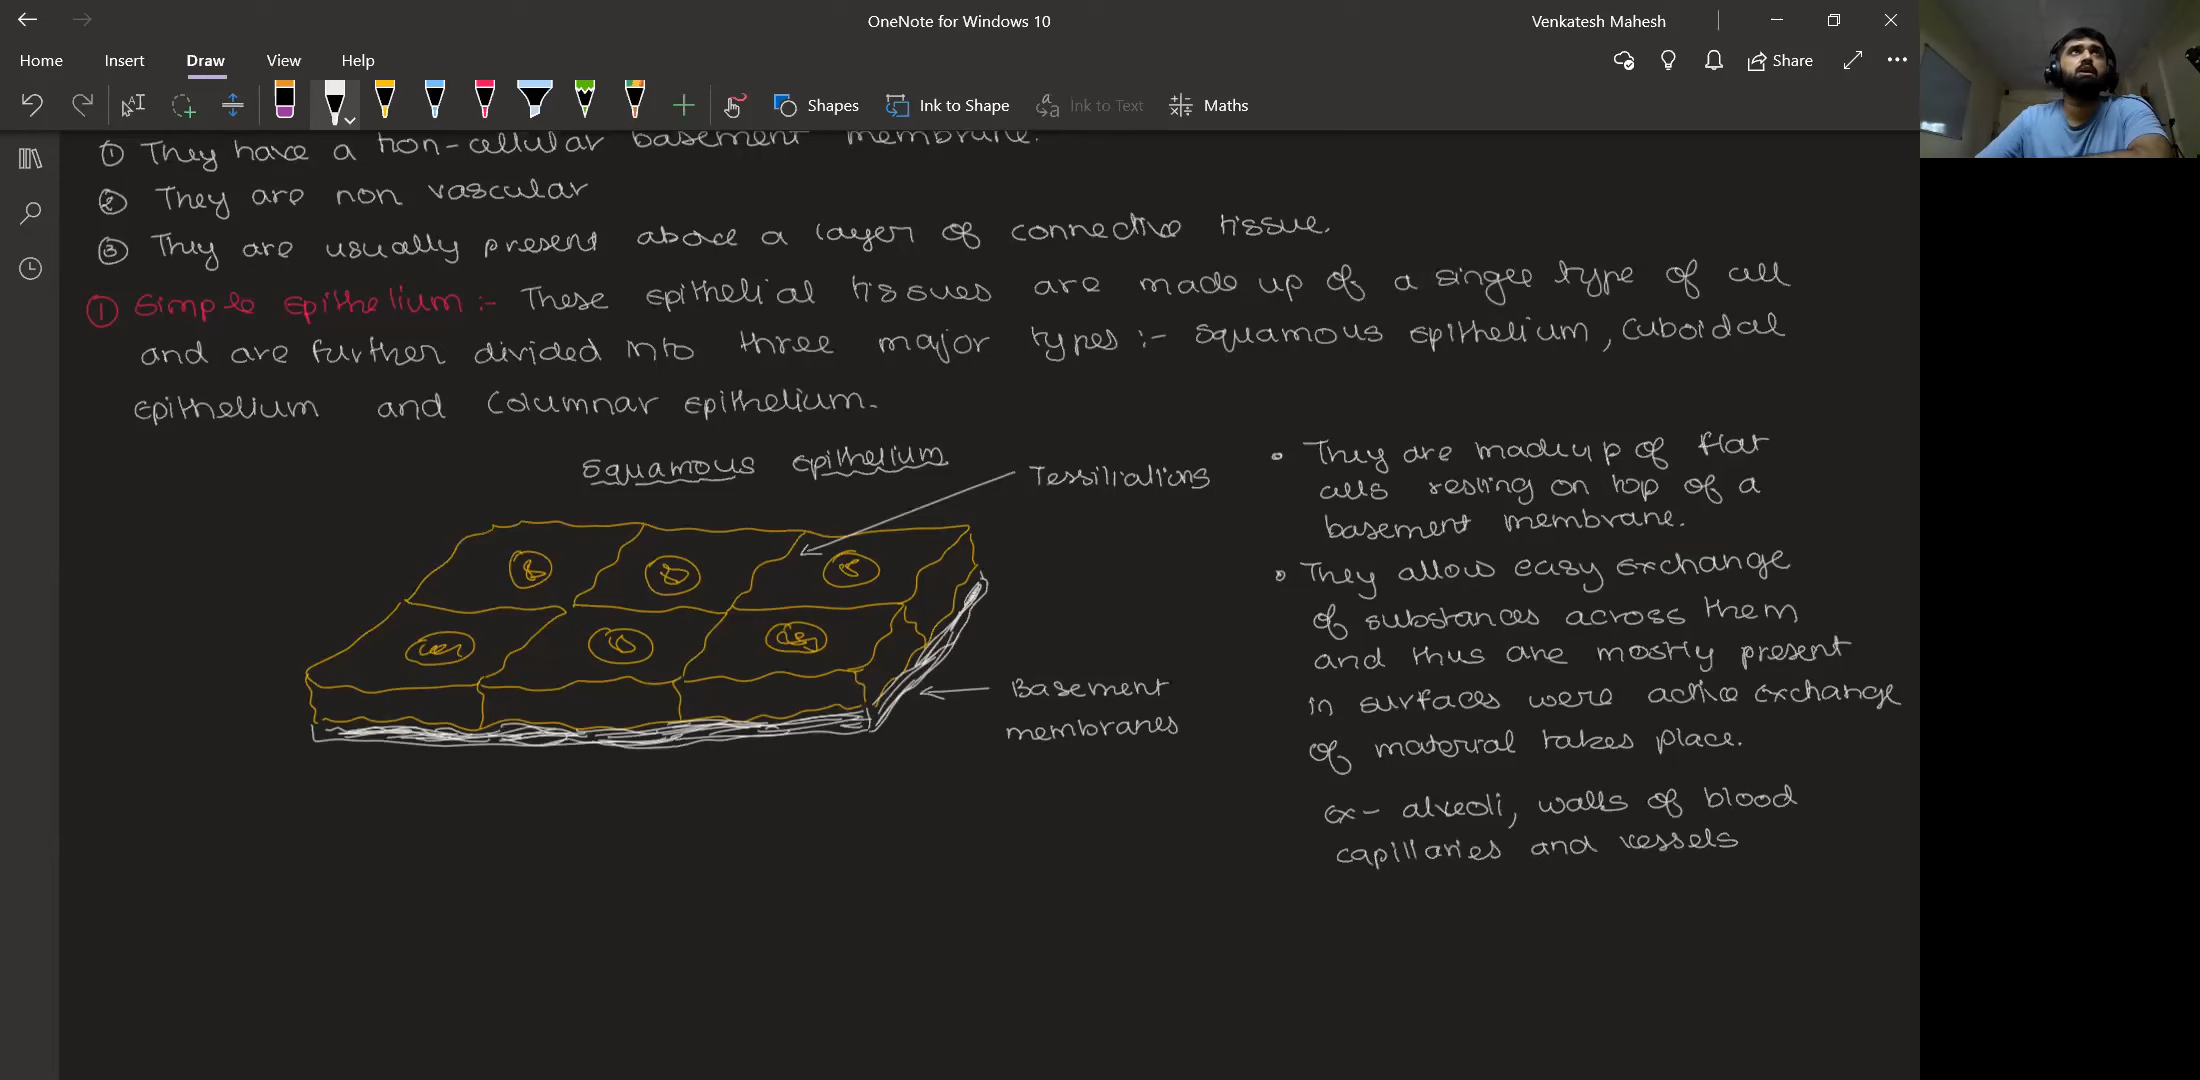 OneNote for Windows 10
Venkatesh Mahesh
Home Insert Draw View Help
Share
Shapes Ink to Shape Ink to Text Maths
① They have a non-cellular basement membrane.
② They are non vascular
③ They are usually present above a layer of connective tissue.
① Simple Epithelium :- These epithelial tissues are made up of a single type of cell
and are further divided into three major types :- Squamous Epithelium, Cuboidal
Epithelium and Columnar Epithelium.
Squamous Epithelium
Tessiliations
Basement
membranes
• They are madeup of flat
cells resting on top of a
basement membrane.
• They allow easy exchange
of substances across them
and thus are mostly present
in surfaces were active exchange
of material takes place.
Ex - alveoli, walls of blood
capillaries and vessels